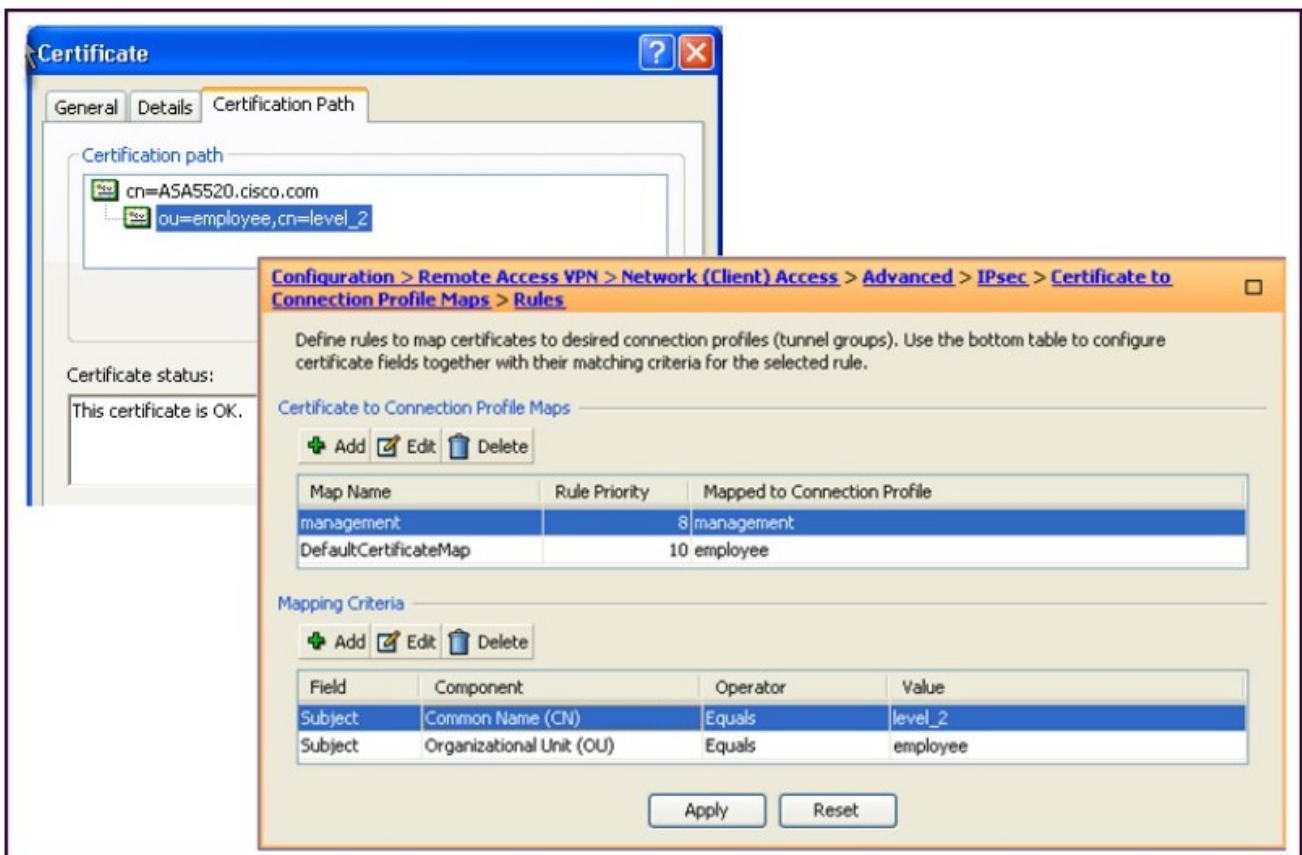 Certificate
General Details Certification Path
Certification path
cn=ASA5520.cisco.com
ou=employee,cn=level_2
Certificate status:
This certificate is OK.
Configuration > Remote Access VPN > Network (Client) Access > Advanced > IPsec > Certificate to
Connection Profile Maps > Rules
Define rules to map certificates to desired connection profiles (tunnel groups). Use the bottom table to configure
certificate fields together with their matching criteria for the selected rule.
Certificate to Connection Profile Maps
Add Edit Delete
Map Name Rule Priority Mapped to Connection Profile
management 8 management
DefaultCertificateMap 10 employee
Mapping Criteria
Add Edit Delete
Field Component Operator Value
Subject Common Name (CN) Equals level_2
Subject Organizational Unit (OU) Equals employee
Apply Reset